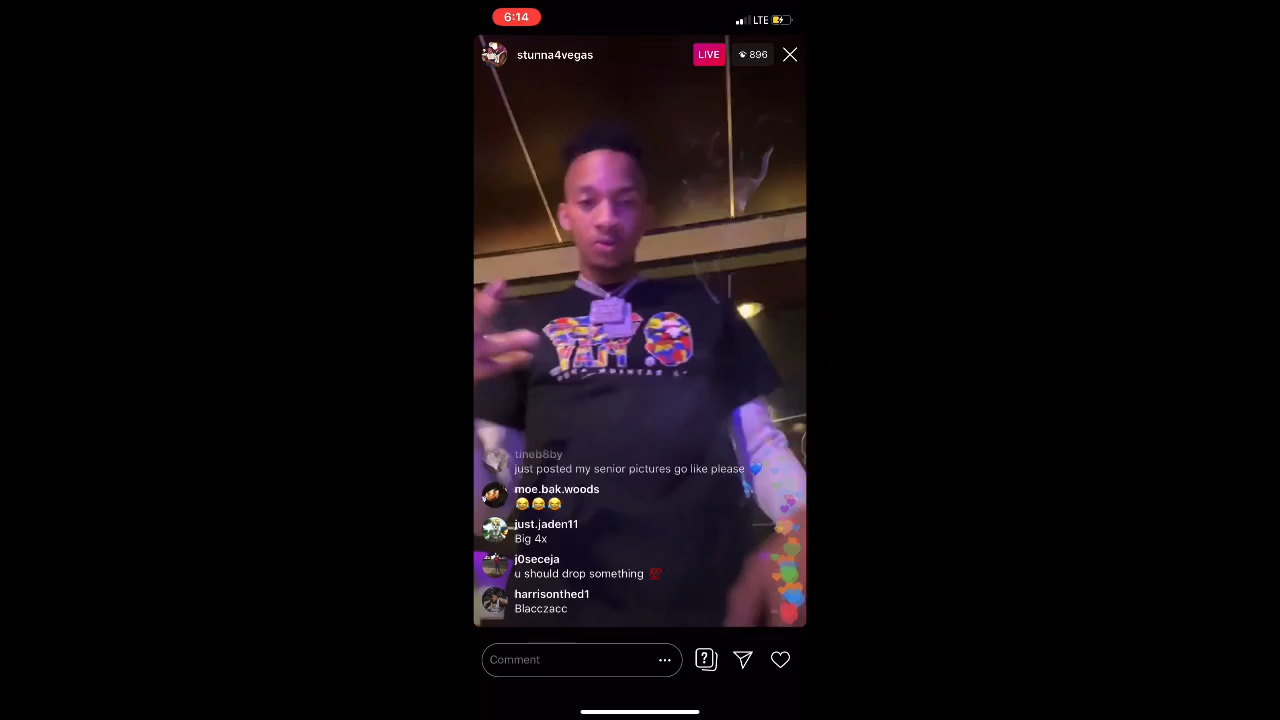 6:14
LTE
stunna4vegas
LIVE
896
tineb8by
just posted my senior pictures go like please 💙
moe.bak.woods
😂😂😂
just.jaden11
Big 4x
j0seceja
u should drop something 💯
harrisonthed1
Blacczacc
Comment